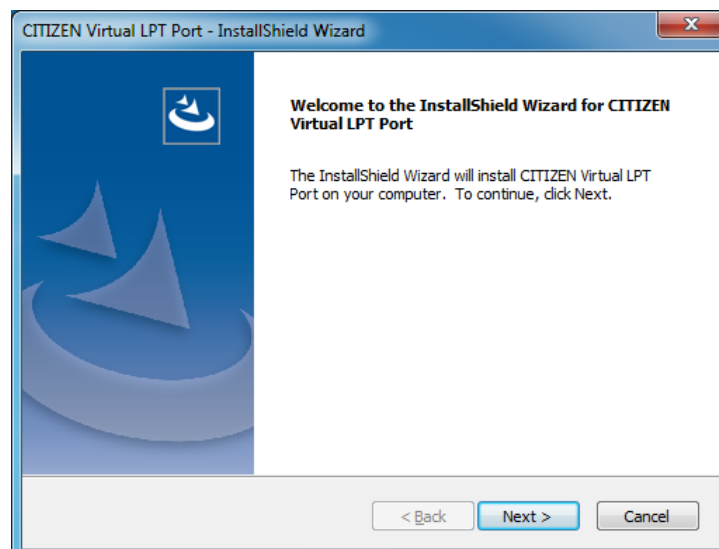 CITIZEN Virtual LPT Port - InstallShield Wizard
Welcome to the InstallShield Wizard for CITIZEN
Virtual LPT Port
The InstallShield Wizard will install CITIZEN Virtual LPT
Port on your computer.  To continue, click Next.
< Back
Next >
Cancel